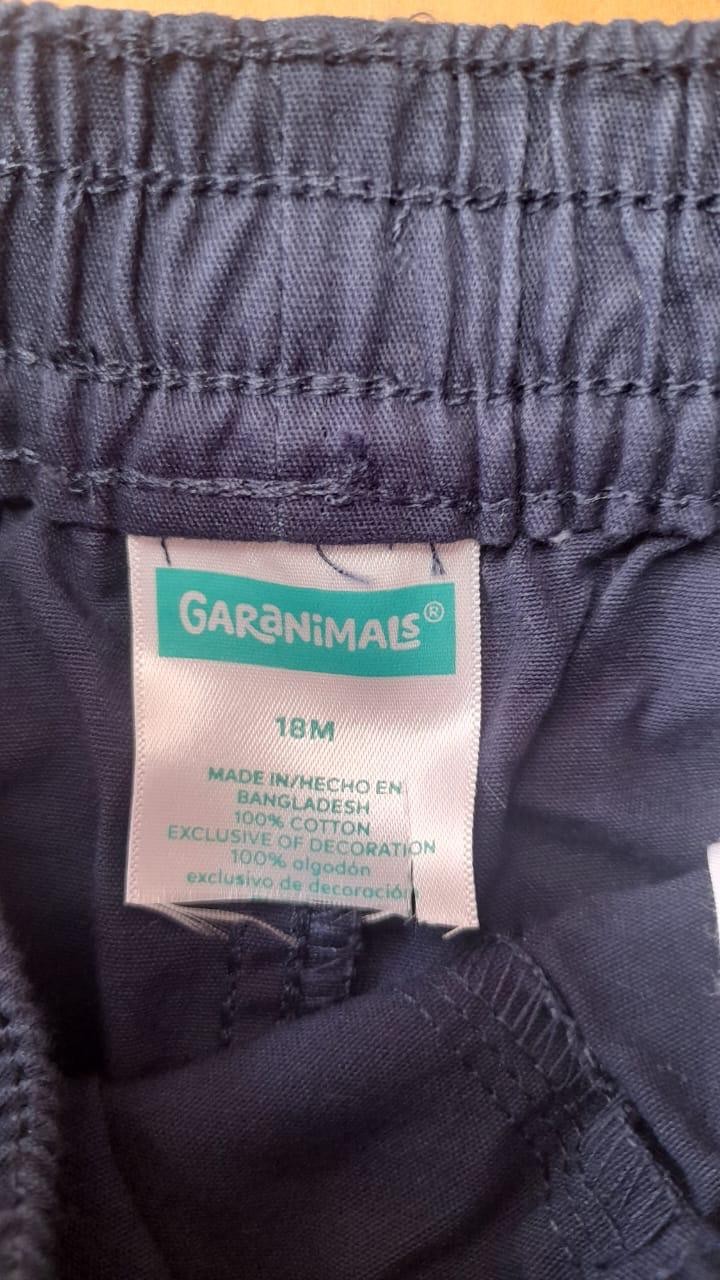 GARANiMALS®
18M
MADE IN/HECHO EN
BANGLADESH
100% COTTON
EXCLUSIVE OF DECORATION
100% algodón
exclusivo de decoración